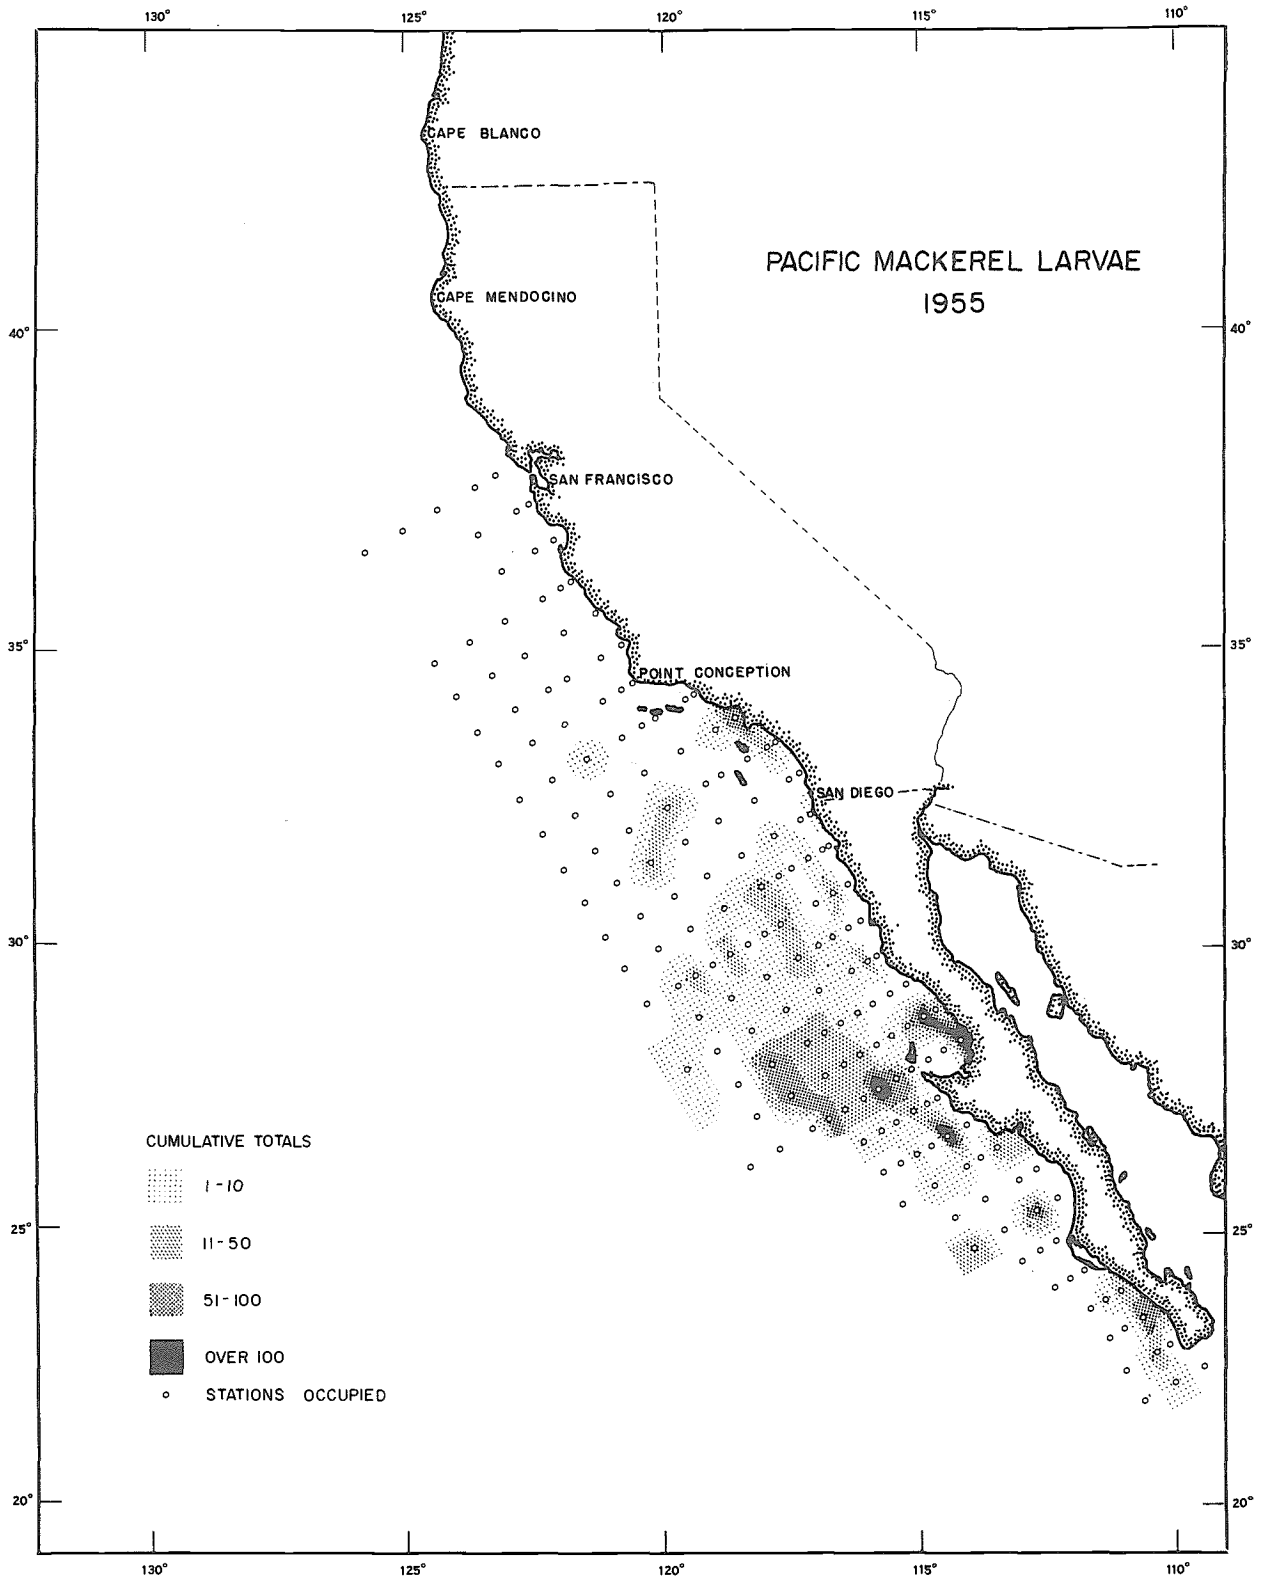 130° 125° 120° 115° 110°
CAPE BLANCO
PACIFIC MACKEREL LARVAE
1955
CAPE MENDOCINO
40° 40°
SAN FRANCISCO
35° 35°
POINT CONCEPTION
SAN DIEGO
30° 30°
CUMULATIVE TOTALS
1-10
25° 25°
11-50
51-100
OVER 100
STATIONS OCCUPIED
20° 20°
130° 125° 120° 115° 110°